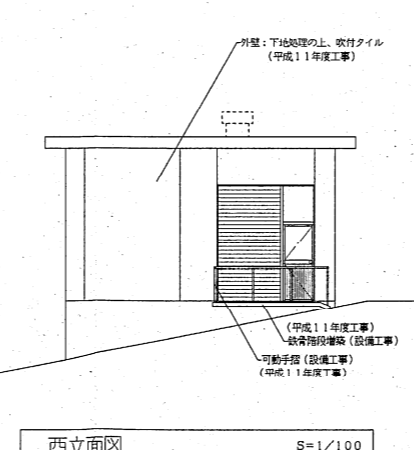 外壁：下地処理の上、吹付タイル
（平成１１年度工事）
（平成１１年度工事）
鉄骨階段増築（設備工事）
可動手摺（設備工事）
（平成１１年度工事）
西立面図 S=1/100